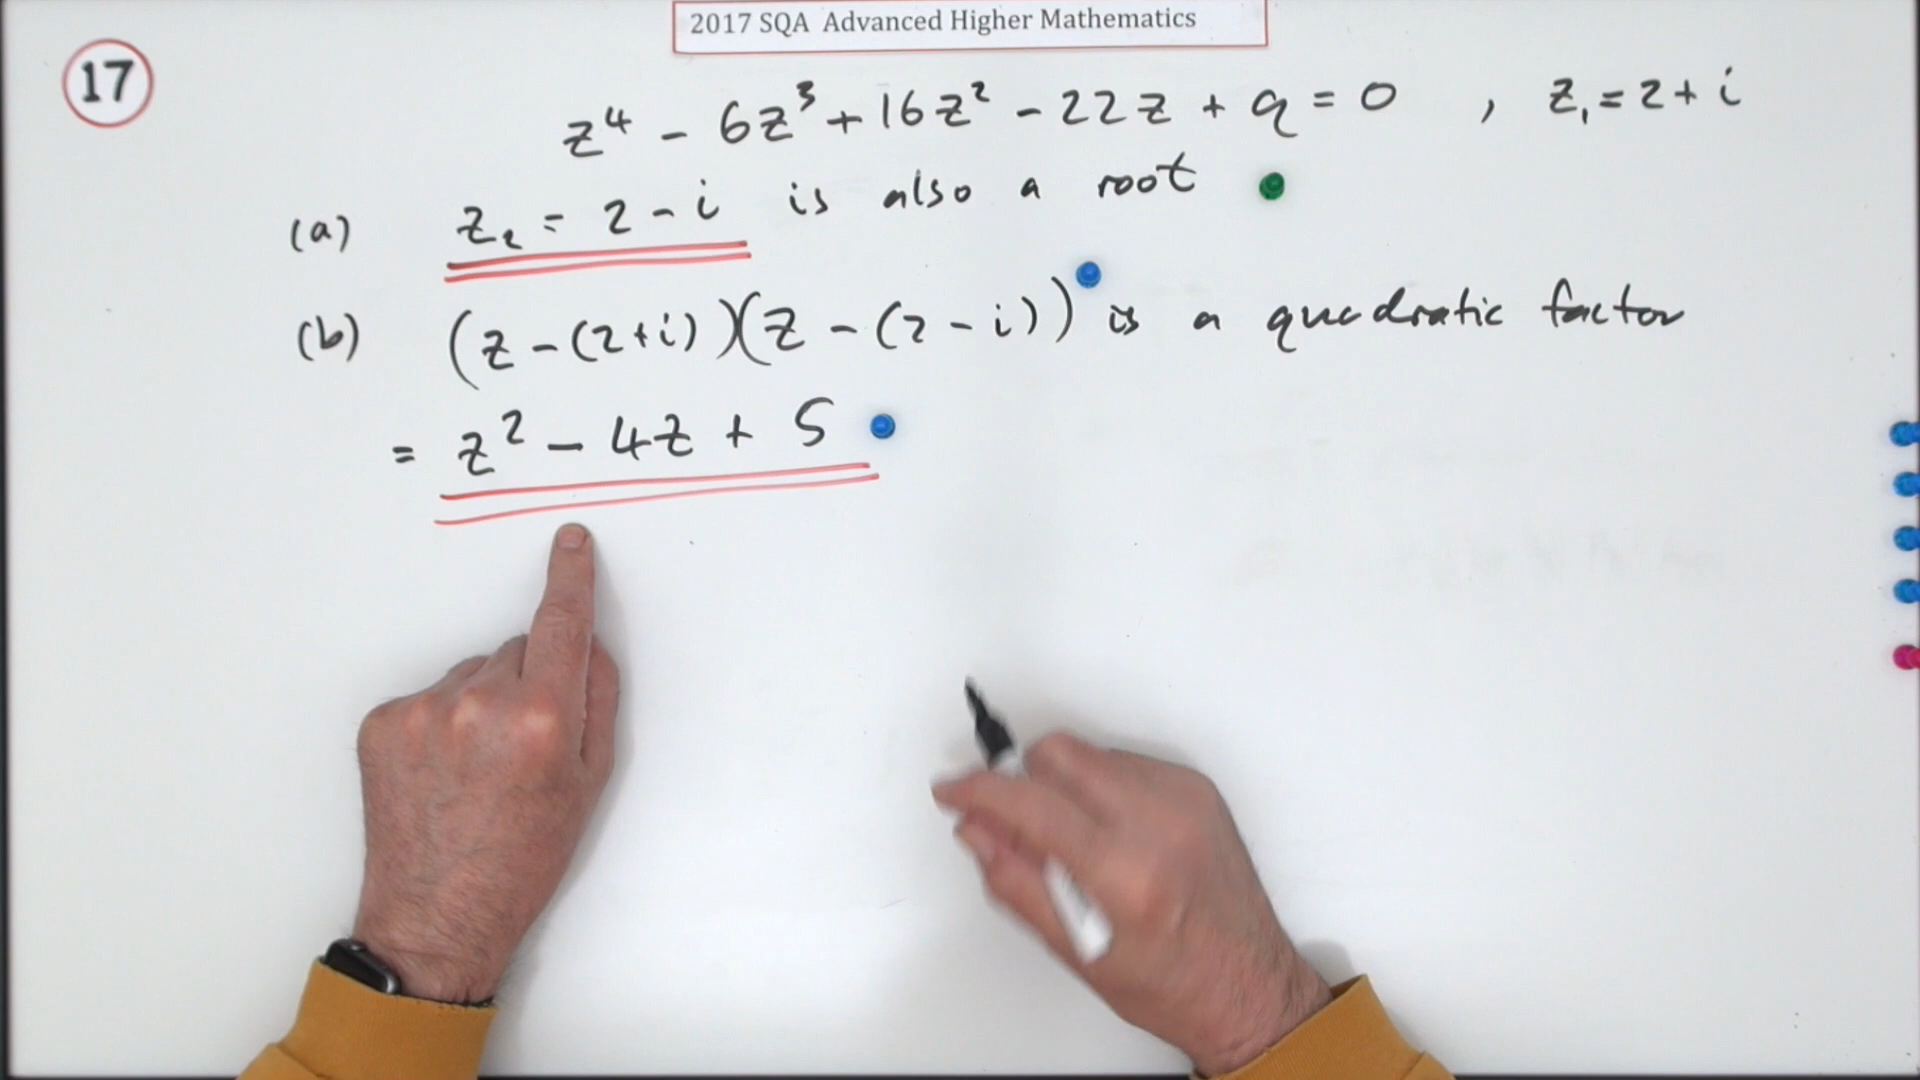 2017 SQA Advanced Higher Mathematics
17
z⁴ - 6z³ + 16z² - 22z + q = 0 , z₁ = 2 + i
(a) z₂ = 2 - i is also a root
(b) (z - (2+i))(z - (2 - i)) is a quadratic factor
= z² - 4z + 5